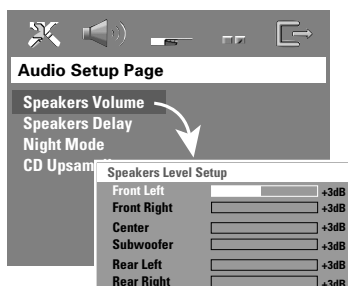 Audio Setup Page
Speakers Volume
Speakers Delay
Night Mode
CD
Speakers Level Setup
Front Left +3dB
Front Right +3dB
Center +3dB
Subwoofer +3dB
Rear Left +3dB
Rear Right +3dB